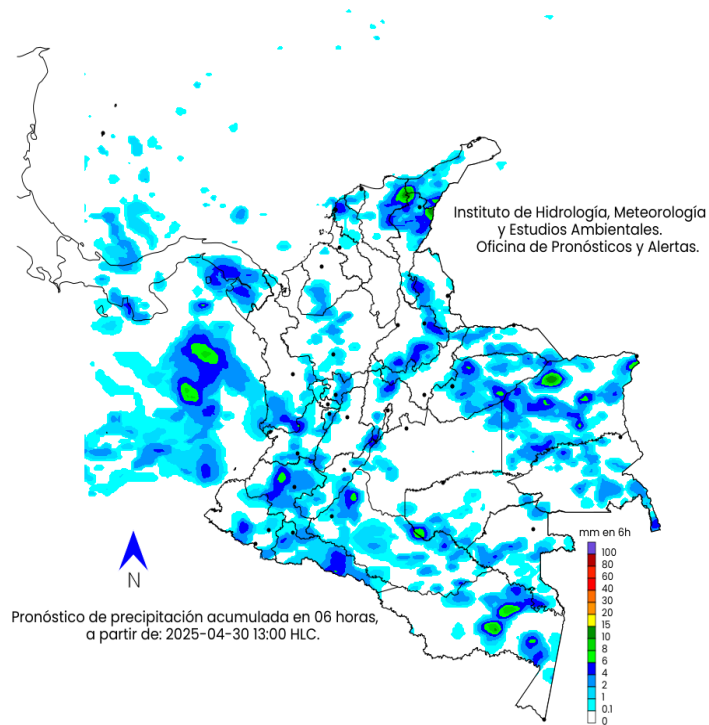 Instituto de Hidrología, Meteorología
y Estudios Ambientales.
Oficina de Pronósticos y Alertas.
mm en 6h
100
80
60
40
30
20
15
10
8
6
4
2
1
0.1
0
N
Pronóstico de precipitación acumulada en 06 horas,
a partir de: 2025-04-30 13:00 HLC.